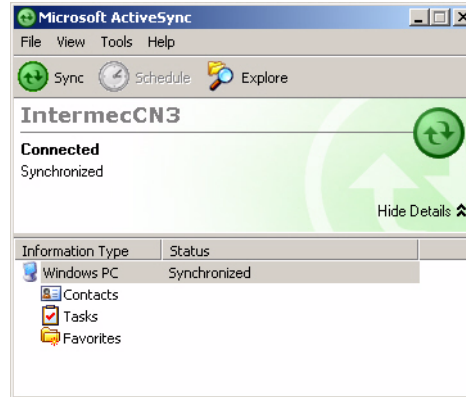 Microsoft ActiveSync
File View Tools Help
Sync Schedule Explore
IntermecCN3
Connected
Synchronized
Hide Details
Information Type Status
Windows PC Synchronized
Contacts
Tasks
Favorites